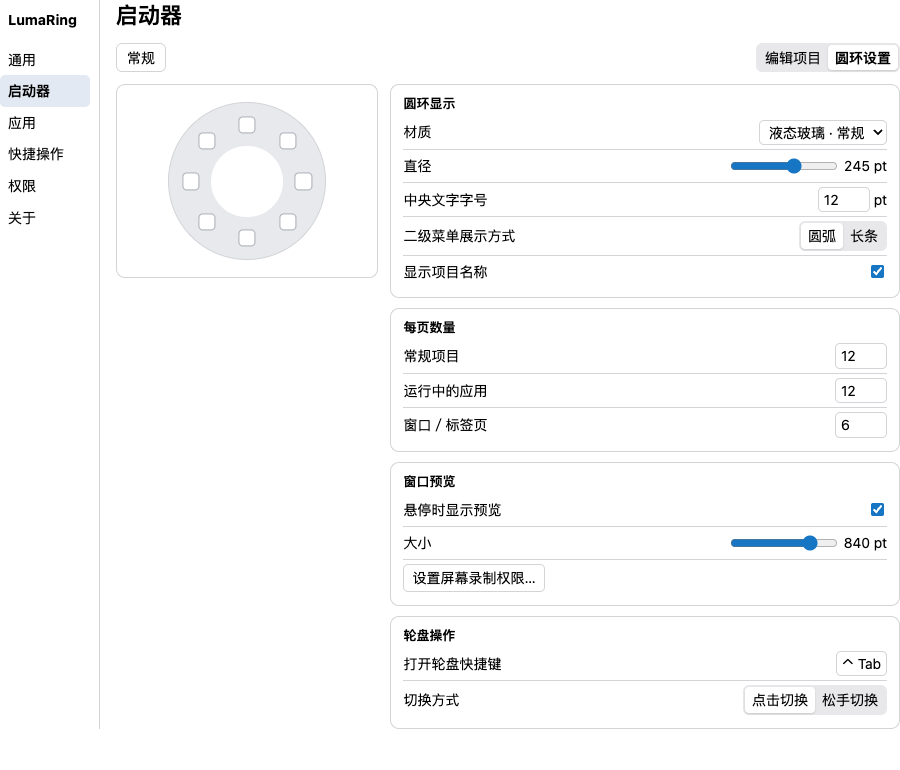 LumaRing
通用
启动器
应用
快捷操作
权限
关于
启动器
常规
编辑项目 圆环设置
圆环显示
材质 液态玻璃 · 常规
直径 245 pt
中央文字字号 12 pt
二级菜单展示方式 圆弧 长条
显示项目名称
每页数量
常规项目 12
运行中的应用 12
窗口 / 标签页 6
窗口预览
悬停时显示预览
大小 840 pt
设置屏幕录制权限...
轮盘操作
打开轮盘快捷键 ^ Tab
切换方式 点击切换 松手切换